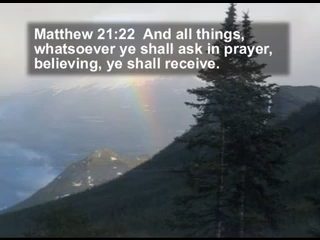 Matthew 21:22  And all things,
whatsoever ye shall ask in prayer,
believing, ye shall receive.